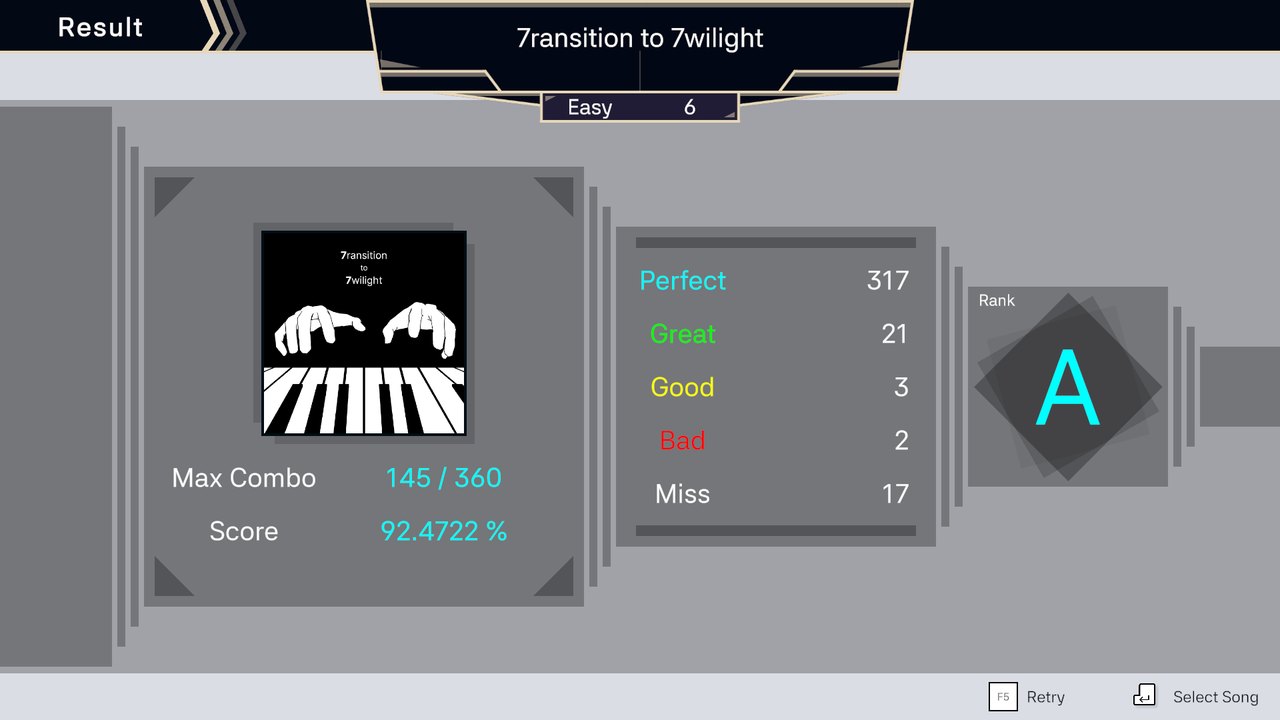 Result
7ransition to 7wilight
Easy 6
7ransition
to
7wilight
Max Combo 145 / 360
Score 92.4722 %
Perfect 317
Great 21
Good 3
Bad 2
Miss 17
Rank
A
F5 Retry
Select Song